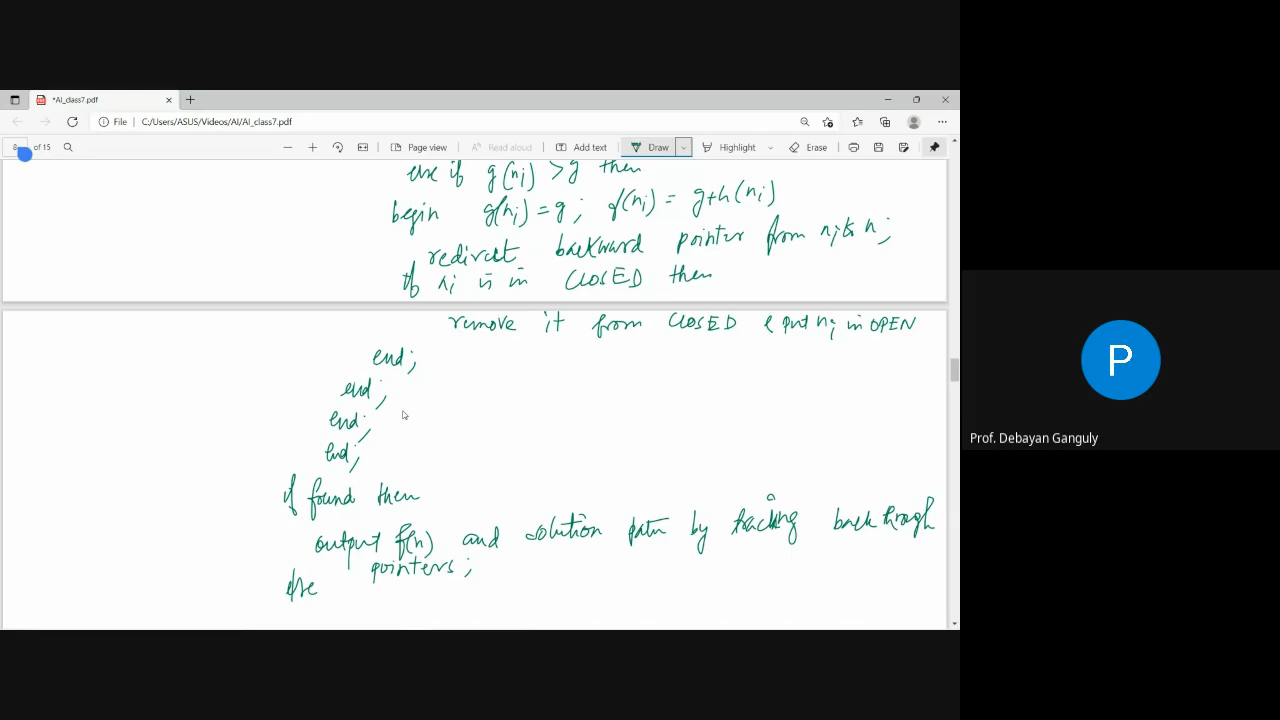 *AI_class7.pdf
File C:/Users/ASUS/Videos/AI/AI_class7.pdf
8 of 15 Page view Read aloud Add text Draw Highlight Erase
else if g(ni) > g then
begin g(ni) = g; f(ni) = g+h(ni)
redirect backward pointer from ni to n;
If ni is in CLOSED then
remove it from CLOSED & put ni in OPEN
end;
end;
end;
end;
if found then
output f(n) and solution path by tracking back through
pointers;
else
P
Prof. Debayan Ganguly